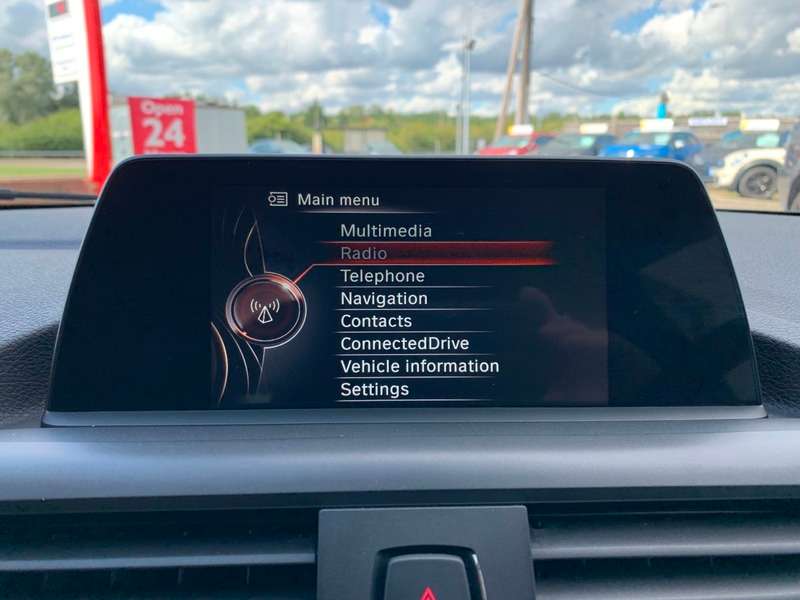 Open
24
Main menu
Multimedia
Radio
Telephone
Navigation
Contacts
ConnectedDrive
Vehicle information
Settings